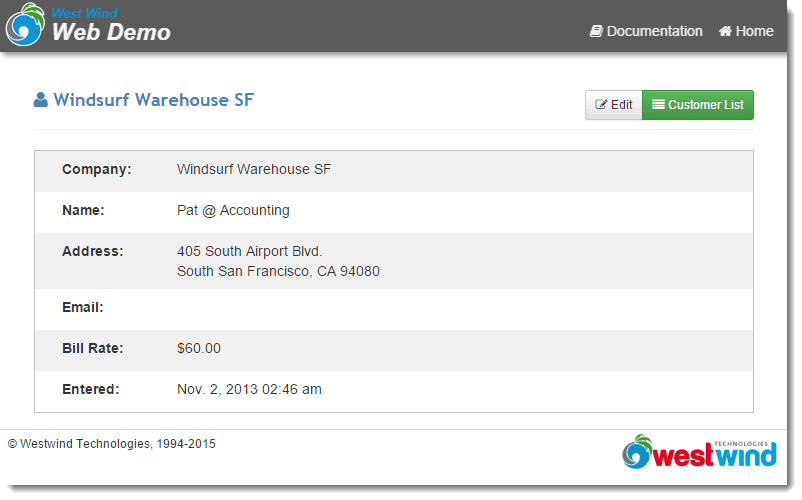 West Wind
Web Demo
Documentation Home
Windsurf Warehouse SF
Edit Customer List
Company: Windsurf Warehouse SF
Name: Pat @ Accounting
Address: 405 South Airport Blvd.
South San Francisco, CA 94080
Email:
Bill Rate: $60.00
Entered: Nov. 2, 2013 02:46 am
© Westwind Technologies, 1994-2015
TECHNOLOGIES
westwind